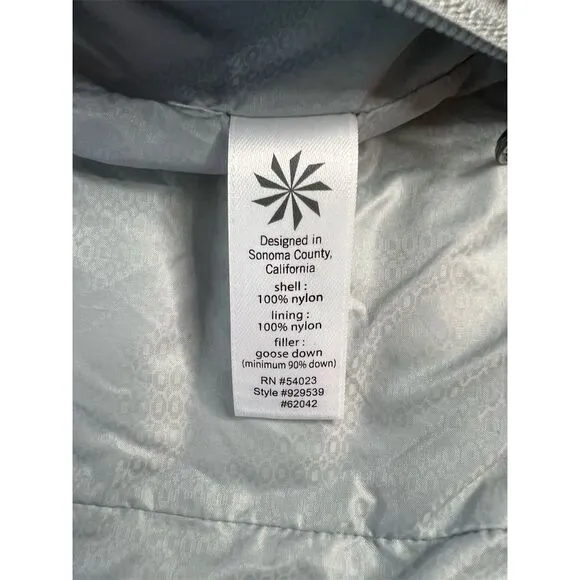 Designed in
Sonoma County,
California
shell :
100% nylon
lining :
100% nylon
filler :
goose down
(minimum 90% down)
RN #54023
Style #929539
#62042